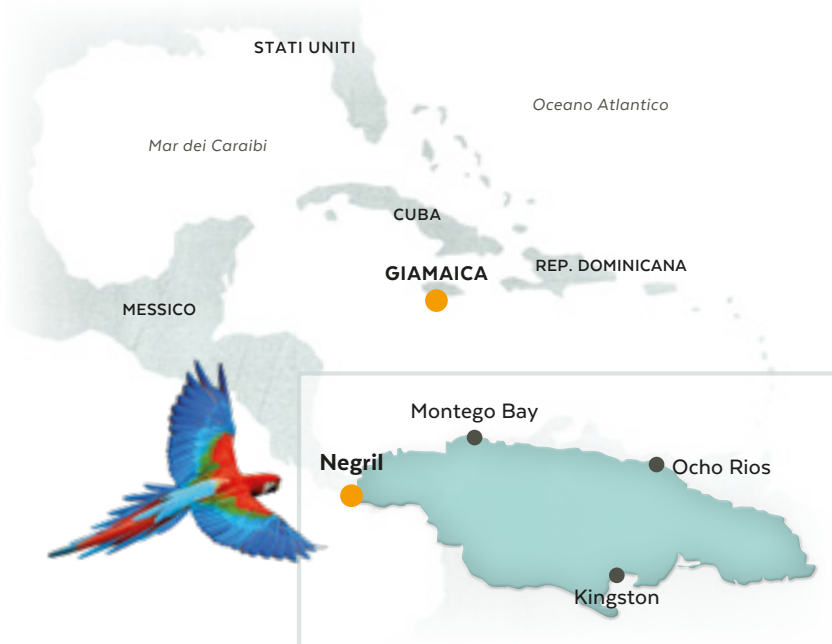 STATI UNITI
Oceano Atlantico
Mar dei Caraibi
CUBA
REP. DOMINICANA
GIAMAICA
MESSICO
Montego Bay
Negril
Ocho Rios
Kingston